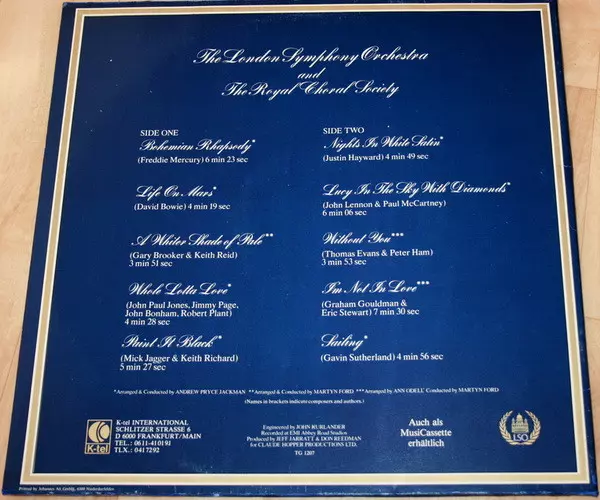 The London Symphony Orchestra
and
The Royal Choral Society
SIDE ONE
Bohemian Rhapsody*
(Freddie Mercury) 6 min 23 sec
Life On Mars*
(David Bowie) 4 min 19 sec
A Whiter Shade of Pale**
(Gary Brooker & Keith Reid)
3 min 51 sec
Whole Lotta Love*
(John Paul Jones, Jimmy Page,
John Bonham, Robert Plant)
4 min 28 sec
Paint It Black*
(Mick Jagger & Keith Richard)
5 min 27 sec
SIDE TWO
Nights In White Satin*
(Justin Hayward) 4 min 49 sec
Lucy In The Sky With Diamonds*
(John Lennon & Paul McCartney)
6 min 06 sec
Without You***
(Thomas Evans & Peter Ham)
3 min 53 sec
I'm Not In Love***
(Graham Gouldman &
Eric Stewart) 7 min 30 sec
Sailing*
(Gavin Sutherland) 4 min 56 sec
*Arranged & Conducted by ANDREW PRYCE JACKMAN **Arranged & Conducted by MARTYN FORD ***Arranged by ANN ODELL Conducted by MARTYN FORD
(Names in brackets indicate composers and authors.)
K-tel
K-tel INTERNATIONAL
SCHLITZER STRASSE 6
D 6000 FRANKFURT/MAIN
TEL.: 0611-410191
TLX.: 0417292
Engineered by JOHN KURLANDER
Recorded at EMI Abbey Road Studios
Produced by JEFF JARRATT & DON REEDMAN
for CLAUDE HOPPER PRODUCTIONS LTD.
TG 1207
Auch als
MusiCassette
erhältlich
LSO
Printed by Johannes